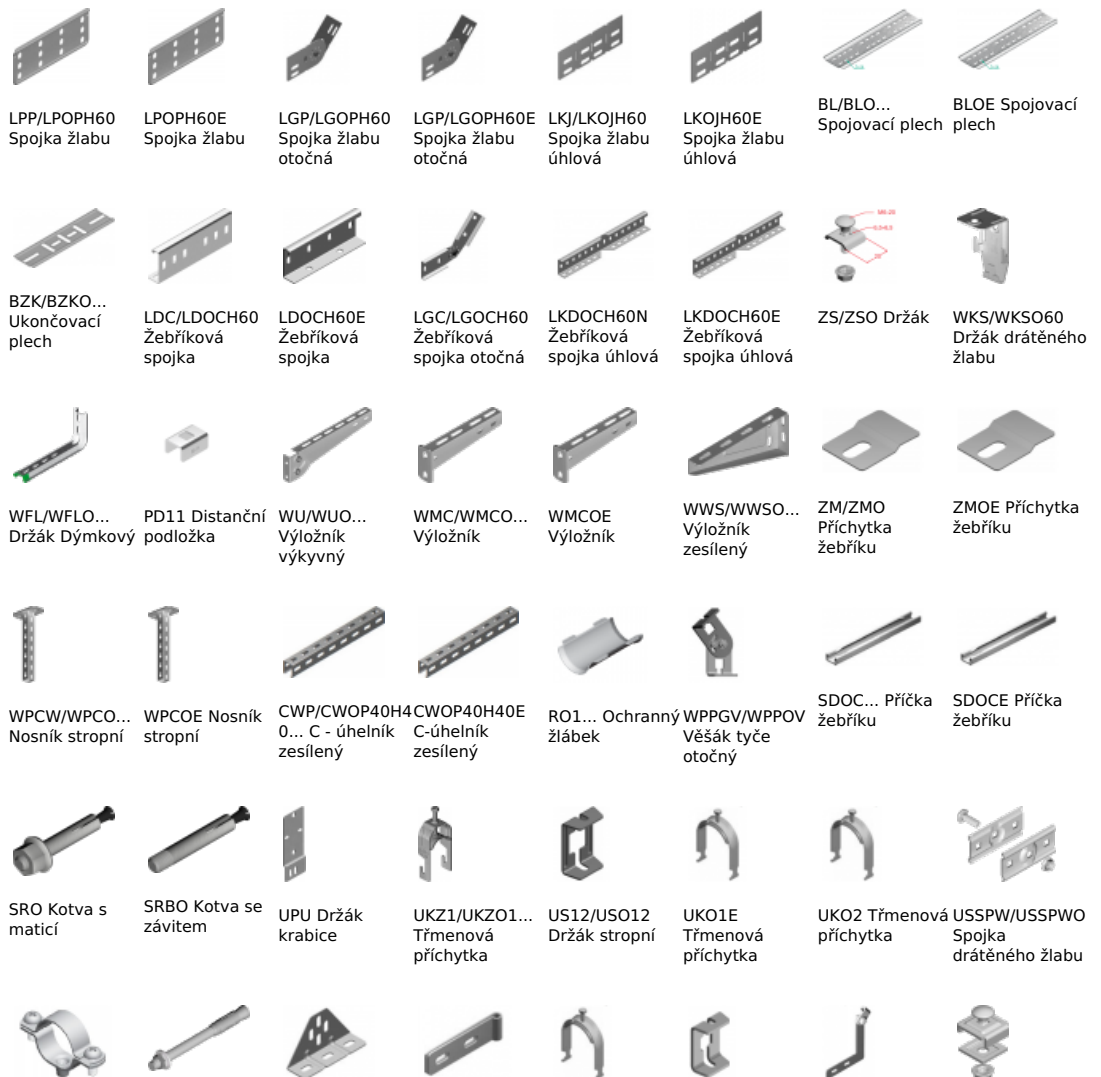 LPP/LPOPH60
Spojka žlabu
LPOPH60E
Spojka žlabu
LGP/LGOPH60
Spojka žlabu
otočná
LGP/LGOPH60E
Spojka žlabu
otočná
LKJ/LKOJH60
Spojka žlabu
úhlová
LKOJH60E
Spojka žlabu
úhlová
BL/BLO...
Spojovací plech
BLOE Spojovací
plech
BZK/BZKO...
Ukončovací
plech
LDC/LDOCH60
Žebříková
spojka
LDOCH60E
Žebříková
spojka
LGC/LGOCH60
Žebříková
spojka otočná
LKDOCH60N
Žebříková
spojka úhlová
LKDOCH60E
Žebříková
spojka úhlová
ZS/ZSO Držák
WKS/WKSO60
Držák drátěného
žlabu
WFL/WFLO...
Držák Dýmkový
PD11 Distanční
podložka
WU/WUO...
Výložník
výkyvný
WMC/WMCO...
Výložník
WMCOE
Výložník
WWS/WWSO...
Výložník
zesílený
ZM/ZMO
Příchytka
žebříku
ZMOE Příchytka
žebříku
WPCW/WPCO...
Nosník stropní
WPCOE Nosník
stropní
CWP/CWOP40H4
0... C - úhelník
zesílený
CWOP40H40E
C-úhelník
zesílený
RO1... Ochranný
žlábek
WPPGV/WPPOV
Věšák tyče
otočný
SDOC... Příčka
žebříku
SDOCE Příčka
žebříku
SRO Kotva s
maticí
SRBO Kotva se
závitem
UPU Držák
krabice
UKZ1/UKZO1...
Třmenová
příchytka
US12/USO12
Držák stropní
UKO1E
Třmenová
příchytka
UKO2 Třmenová
příchytka
USSPW/USSPWO
Spojka
drátěného žlabu